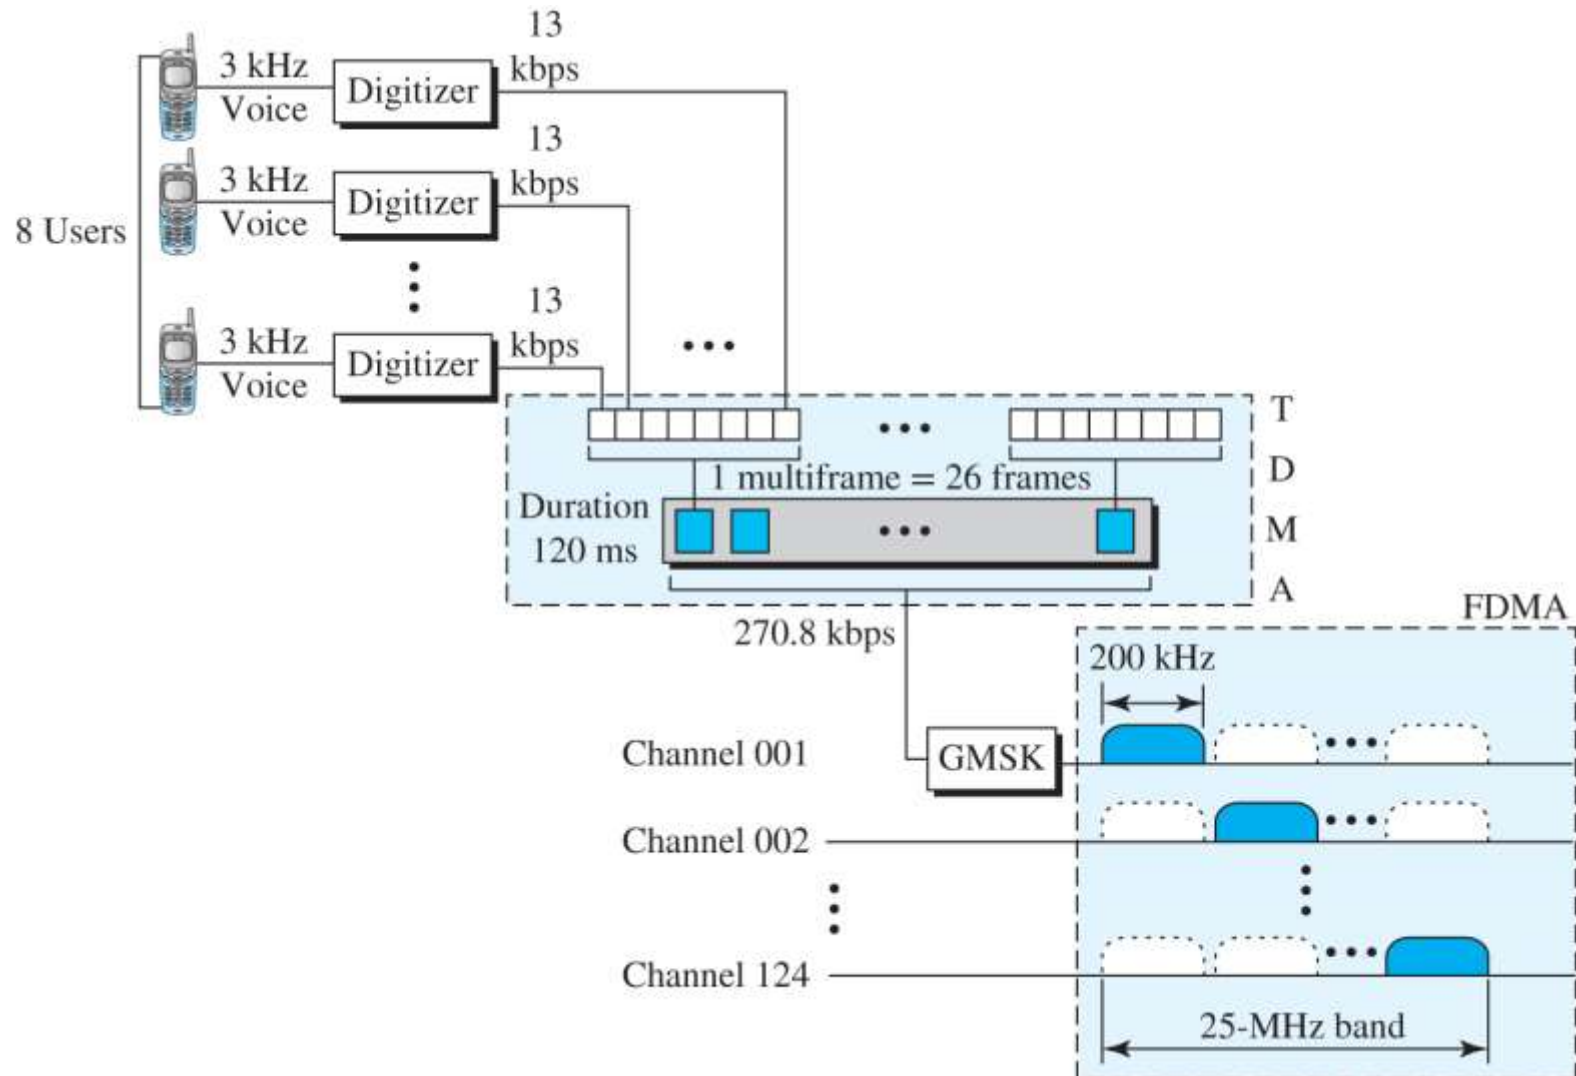 13
3 kHz
kbps
Voice
Digitizer
13
3 kHz
kbps
Voice
Digitizer
8 Users
13
3 kHz
kbps
Voice
Digitizer
T
1 multiframe = 26 frames
D
Duration
120 ms
M
A
270.8 kbps
FDMA
200 kHz
Channel 001
GMSK
Channel 002
Channel 124
25-MHz band